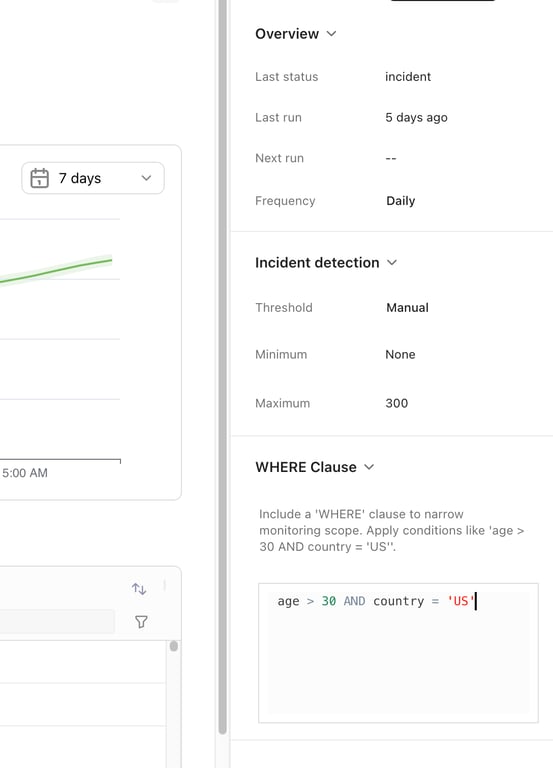 Overview
Last status incident
Last run 5 days ago
Next run --
Frequency Daily
7 days
5:00 AM
Incident detection
Threshold Manual
Minimum None
Maximum 300
WHERE Clause
Include a 'WHERE' clause to narrow
monitoring scope. Apply conditions like 'age >
30 AND country = 'US''.
age > 30 AND country = 'US'